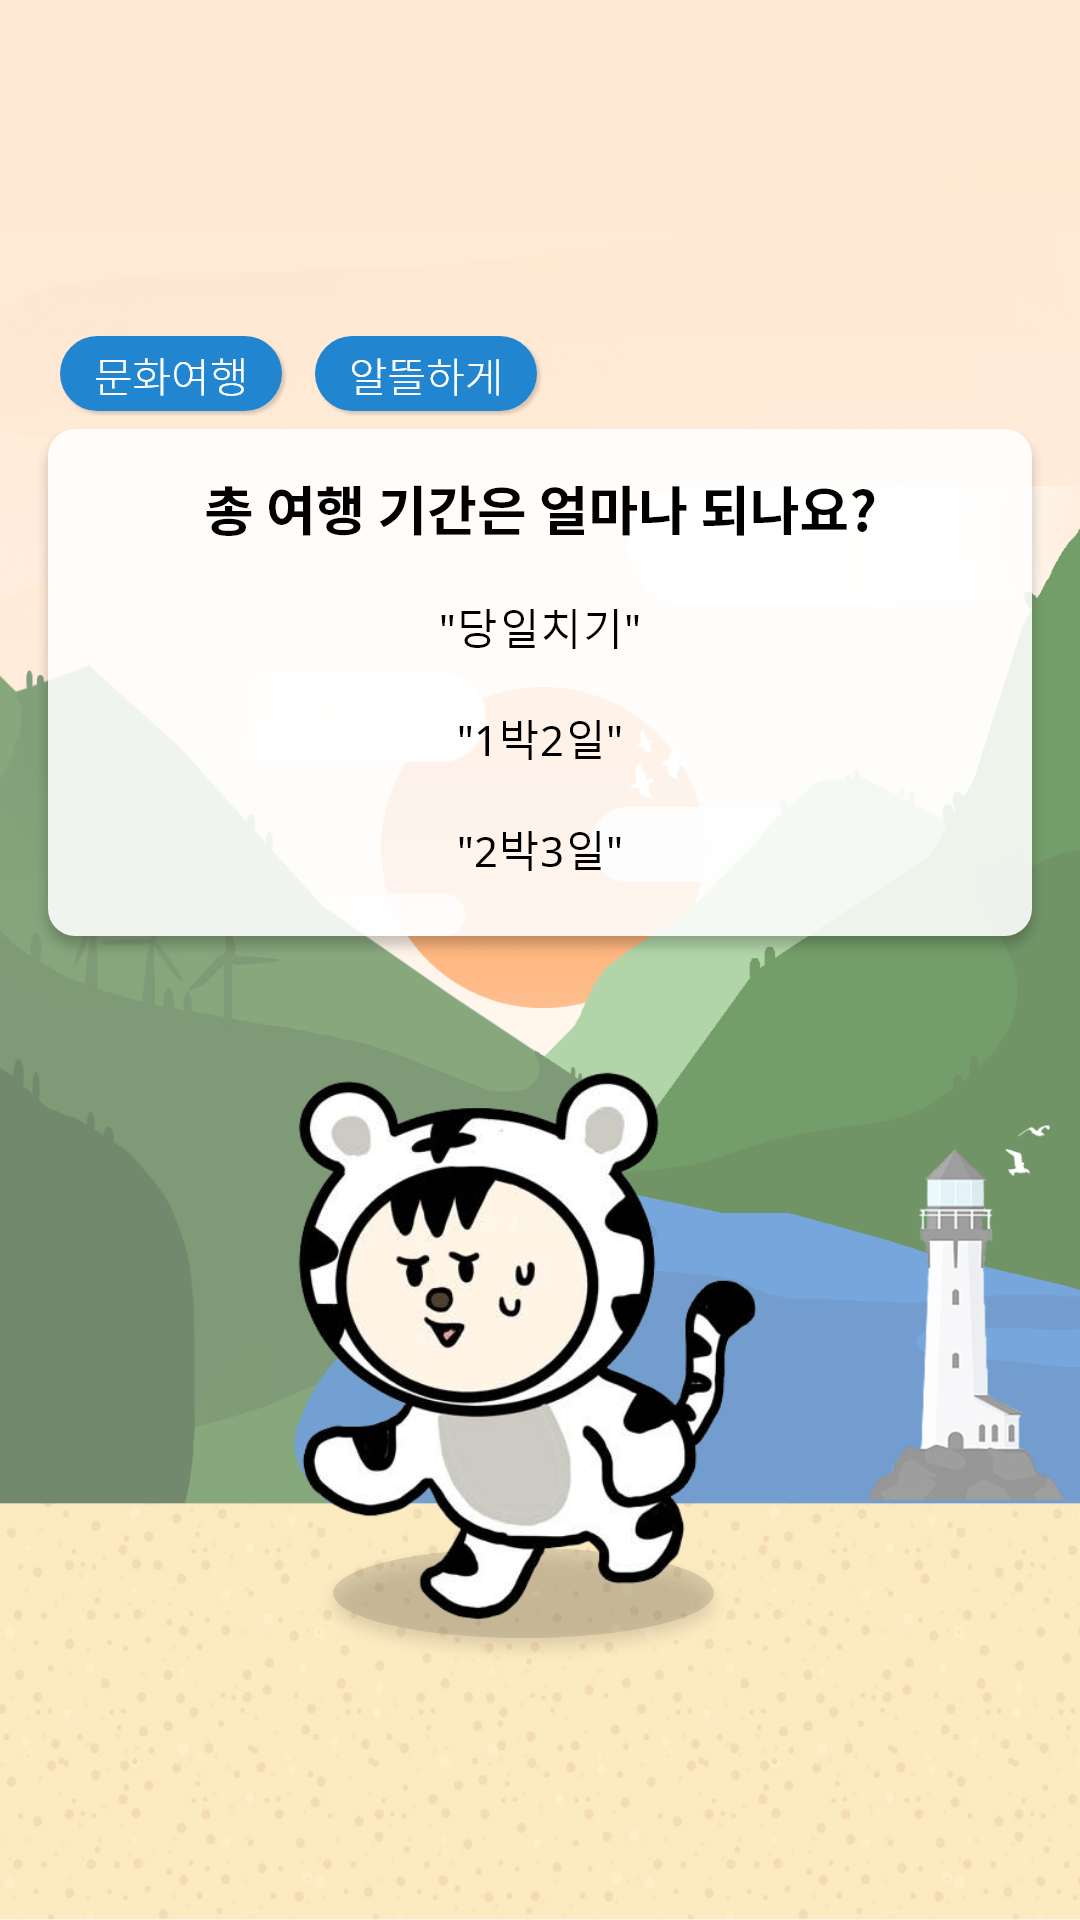 문화여행 알뜰하게
총 여행 기간은 얼마나 되나요?
"당일치기"
"1박2일"
"2박3일"